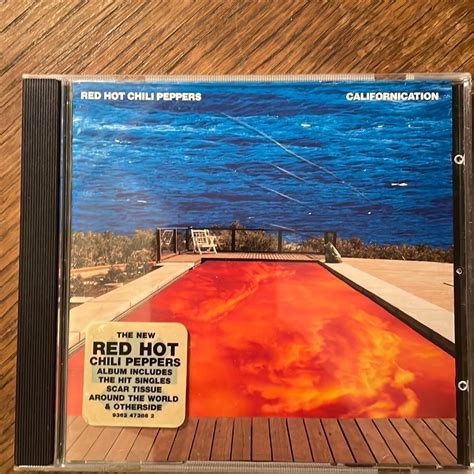 RED HOT CHILI PEPPERS
CALIFORNICATION
THE NEW
RED HOT
CHILI PEPPERS
ALBUM INCLUDES
THE HIT SINGLES
SCAR TISSUE
AROUND THE WORLD
& OTHERSIDE
9362 47386 2